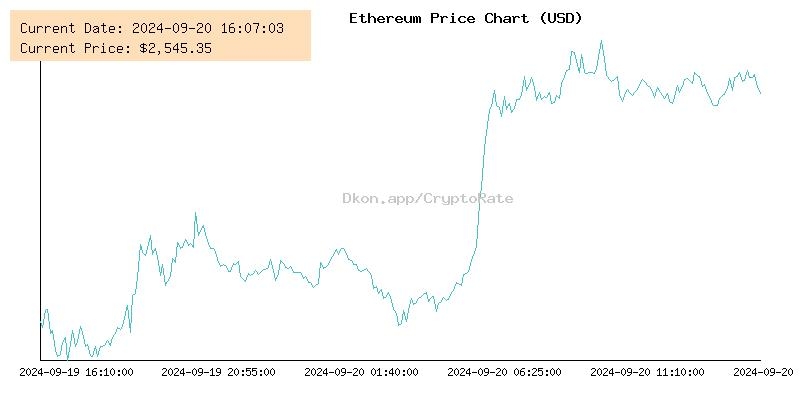 Ethereum Price Chart (USD)
Current Date: 2024-09-20 16:07:03
Current Price: $2,545.35
Dkon.app/CryptoRate
2024-09-19 16:10:00 2024-09-19 20:55:00 2024-09-20 01:40:00 2024-09-20 06:25:00 2024-09-20 11:10:00 2024-09-20